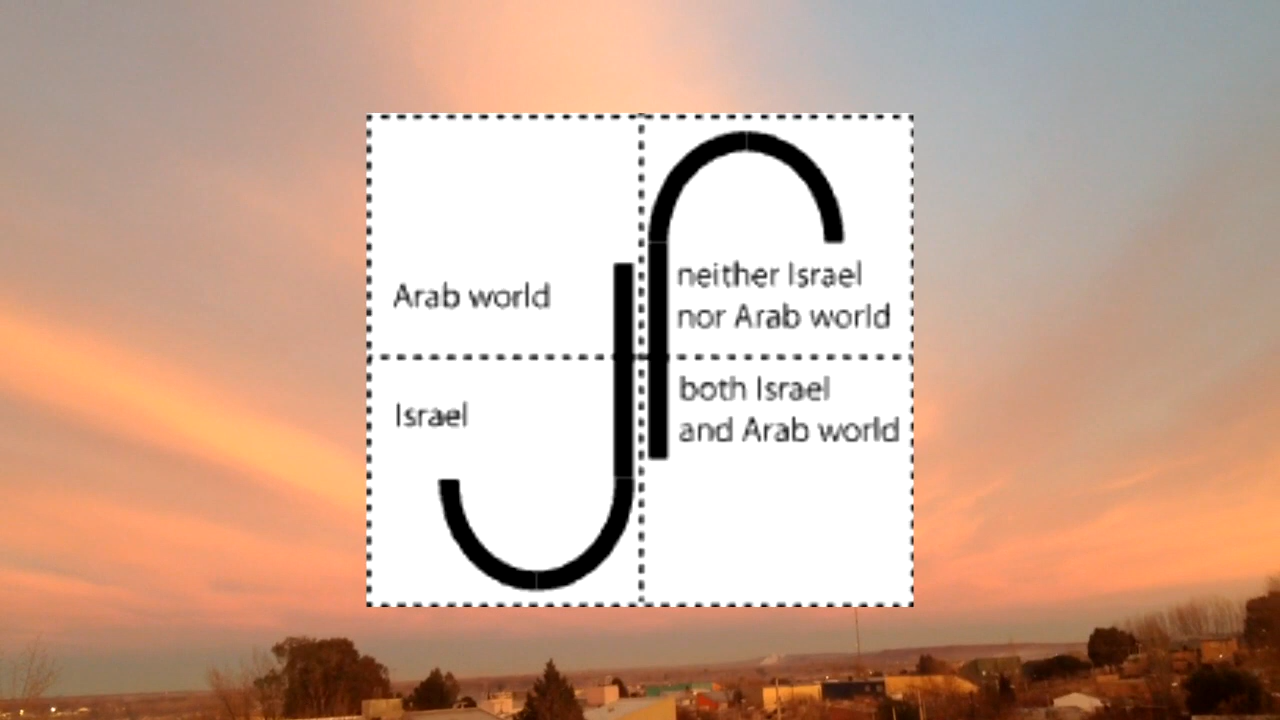 Arab world
neither Israel
nor Arab world
Israel
both Israel
and Arab world